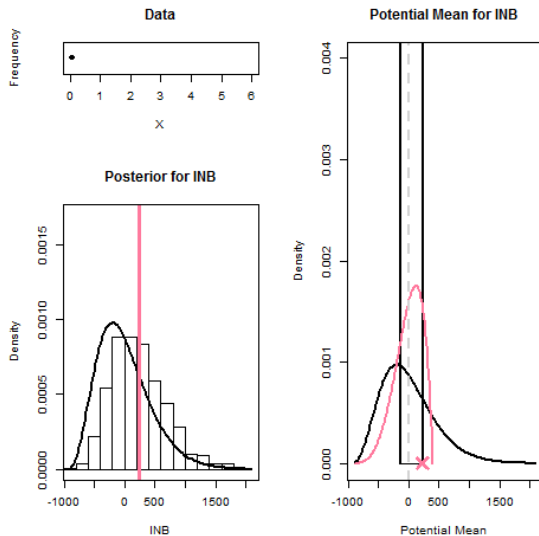 Data
Frequency
0 1 2 3 4 5 6
X
Posterior for INB
Density
0.0000 0.0005 0.0010 0.0015
-1000 0 500 1500
INB
Potential Mean for INB
Density
0.000 0.001 0.002 0.003 0.004
-1000 0 500 1500
Potential Mean